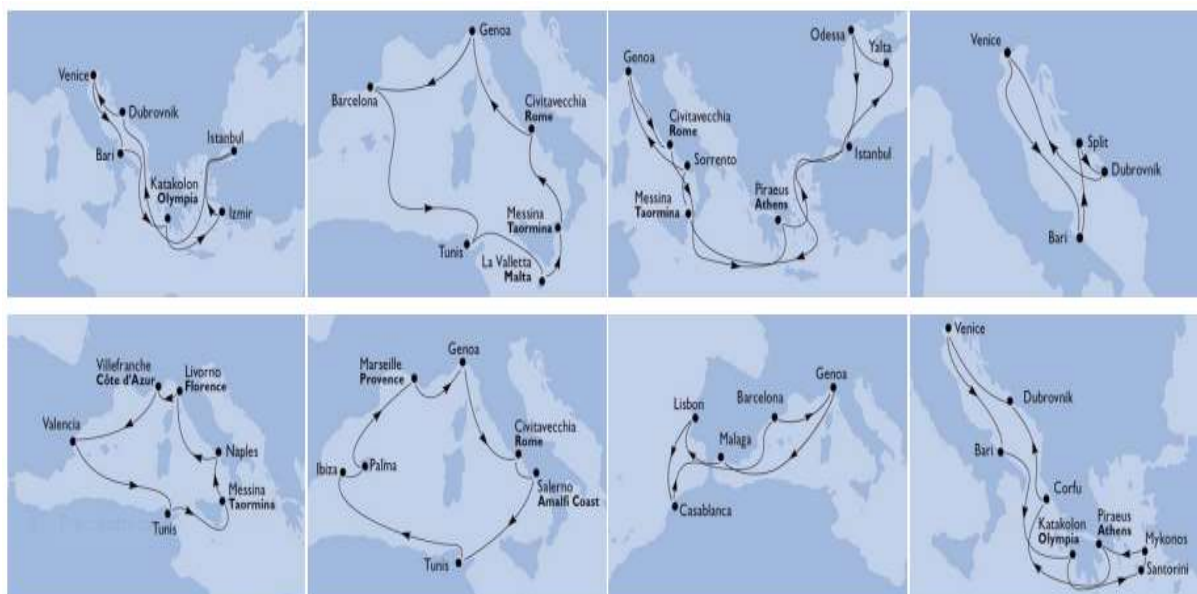 Venice
Dubrovnik
Istanbul
Bari
Katakolon
Olympia
Izmir
Genoa
Barcelona
Civitavecchia
Rome
Messina
Taormina
Tunis
La Valletta
Malta
Odessa
Yalta
Genoa
Civitavecchia
Rome
Sorrento
Istanbul
Messina
Taormina
Piraeus
Athens
Venice
Split
Dubrovnik
Bari
Villefranche
Côte d'Azur
Livorno
Florence
Valencia
Naples
Messina
Taormina
Tunis
Genoa
Marseille
Provence
Civitavecchia
Rome
Ibiza
Palma
Salerno
Amalfi Coast
Tunis
Genoa
Lisbon
Barcelona
Malaga
Casablanca
Venice
Dubrovnik
Bari
Corfu
Katakolon
Olympia
Piraeus
Athens
Mykonos
Santorini